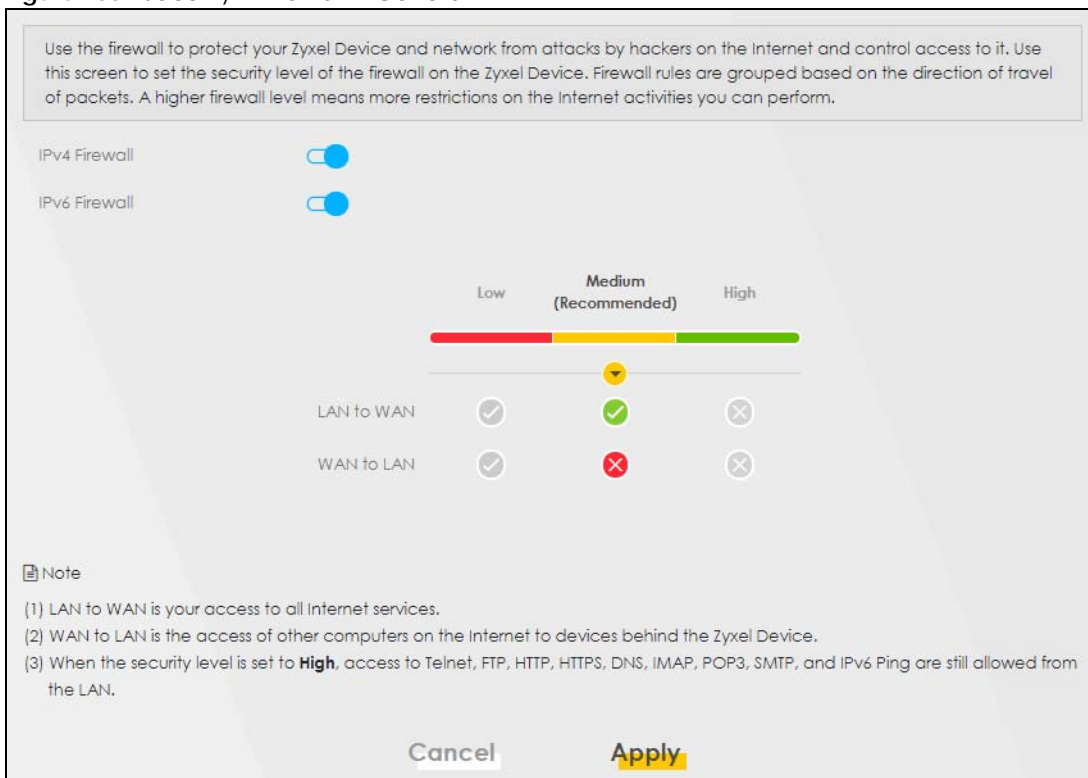 Use the firewall to protect your Zyxel Device and network from attacks by hackers on the Internet and control access to it. Use
this screen to set the security level of the firewall on the Zyxel Device. Firewall rules are grouped based on the direction of travel
of packets. A higher firewall level means more restrictions on the Internet activities you can perform.
IPv4 Firewall
IPv6 Firewall
Low Medium (Recommended) High
LAN to WAN
WAN to LAN
Note
(1) LAN to WAN is your access to all Internet services.
(2) WAN to LAN is the access of other computers on the Internet to devices behind the Zyxel Device.
(3) When the security level is set to High, access to Telnet, FTP, HTTP, HTTPS, DNS, IMAP, POP3, SMTP, and IPv6 Ping are still allowed from
the LAN.
Cancel Apply